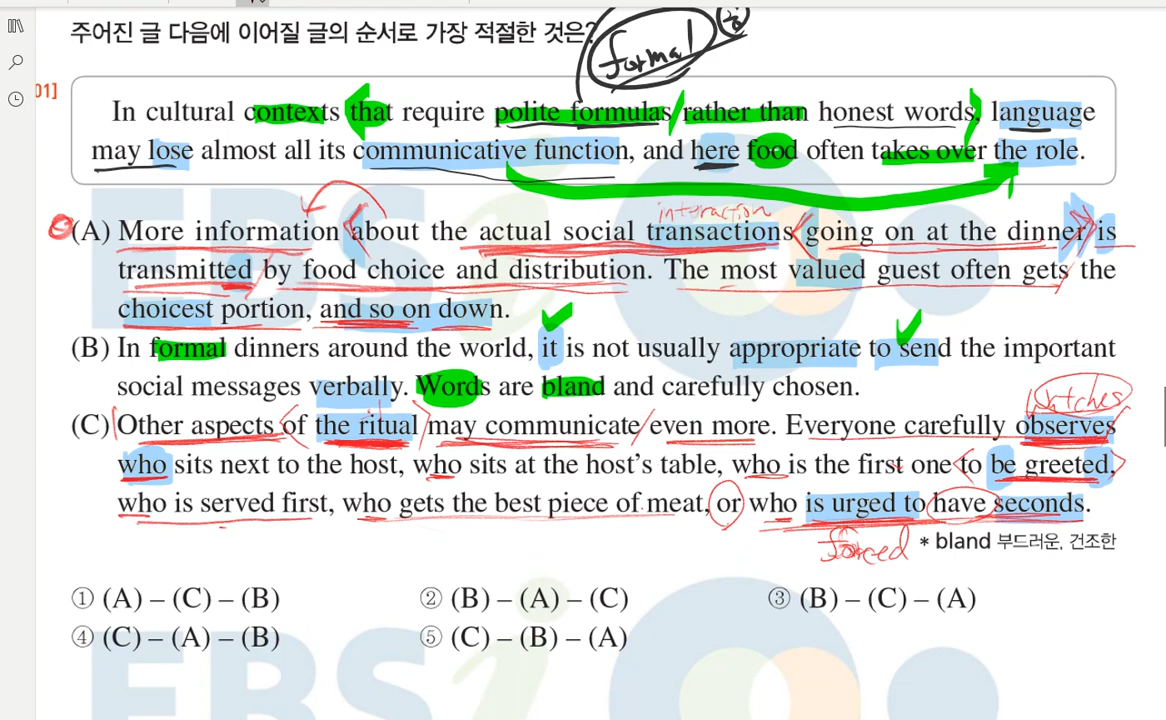 주어진 글 다음에 이어질 글의 순서로 가장 적절한 것은?
formal
01]
In cultural contexts that require polite formulas rather than honest words, language
may lose almost all its communicative function, and here food often takes over the role.
interaction
(A) More information about the actual social transactions going on at the dinner is
transmitted by food choice and distribution. The most valued guest often gets the
choicest portion, and so on down.
(B) In formal dinners around the world, it is not usually appropriate to send the important
social messages verbally. Words are bland and carefully chosen.
watches
(C) Other aspects of the ritual may communicate even more. Everyone carefully observes
who sits next to the host, who sits at the host's table, who is the first one to be greeted,
who is served first, who gets the best piece of meat, or who is urged to have seconds.
forced
* bland 부드러운, 건조한
① (A) – (C) – (B) ② (B) – (A) – (C) ③ (B) – (C) – (A)
④ (C) – (A) – (B) ⑤ (C) – (B) – (A)
EBSi
EBSi